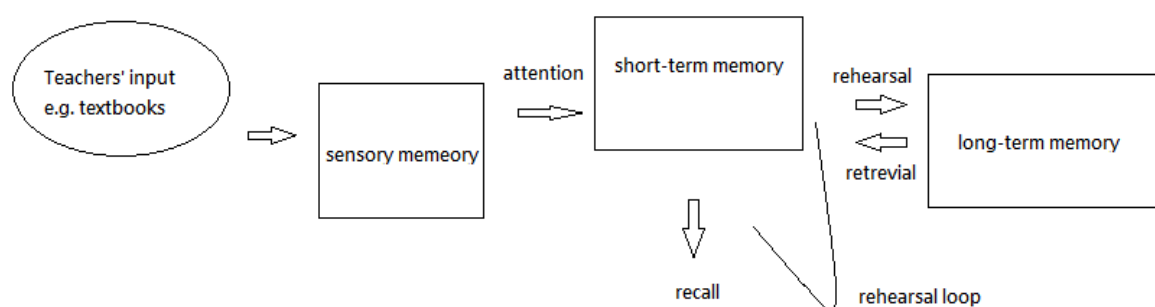 Teachers' input
e.g. textbooks
sensory memeory
attention
short-term memory
rehearsal
retrevial
long-term memory
recall
rehearsal loop